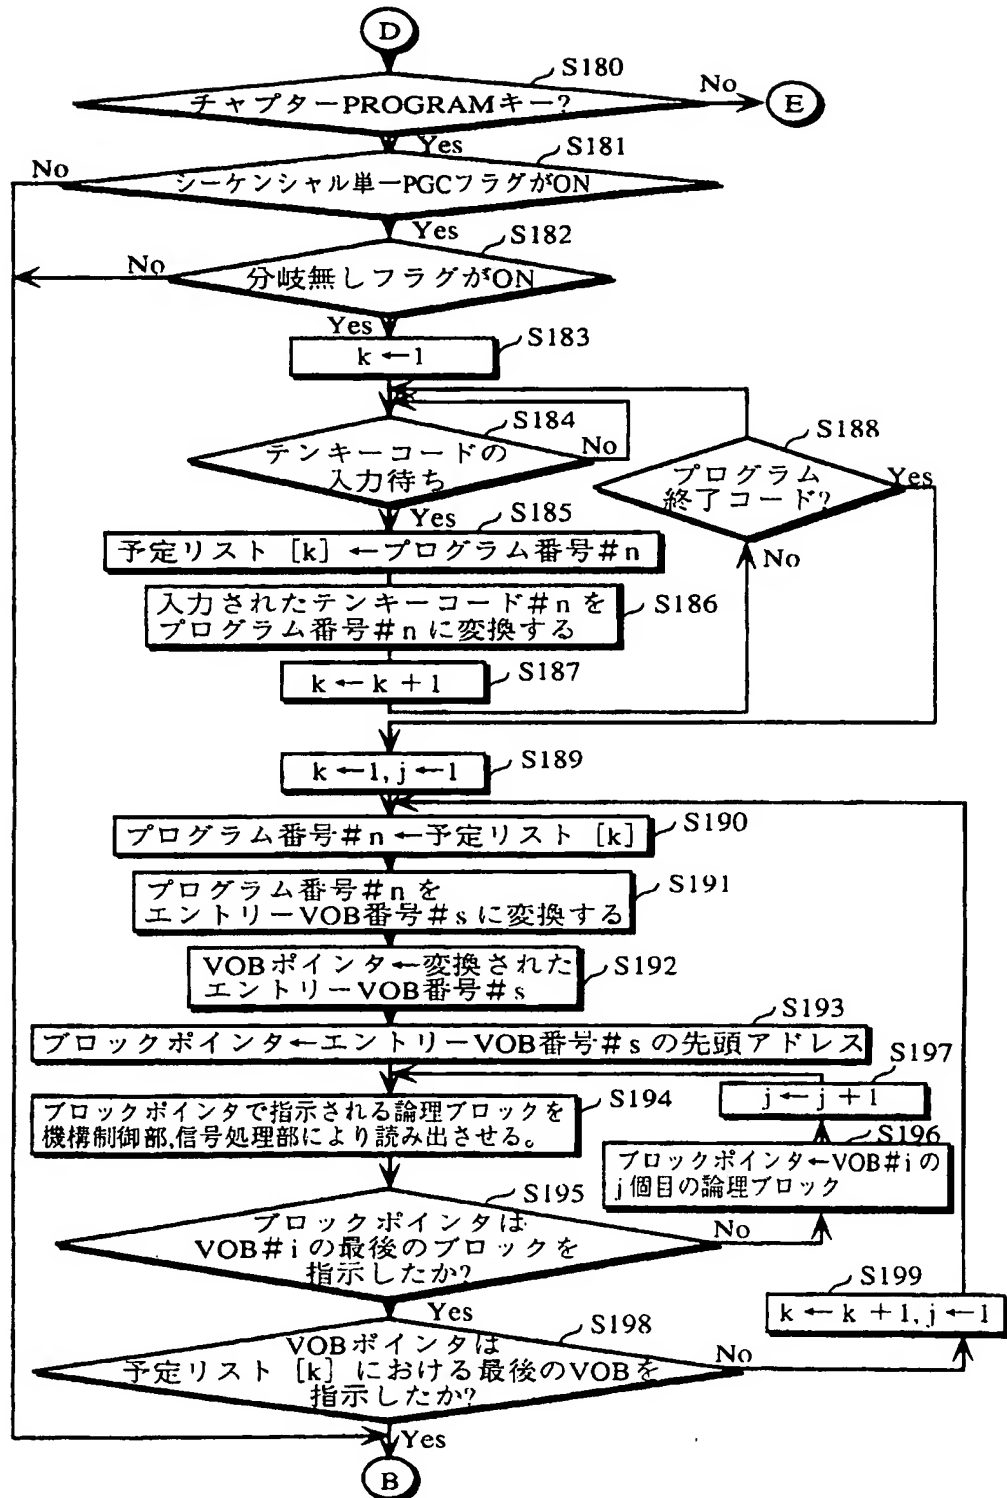 D
S180
チャプターPROGRAMキー?
No
E
Yes
S181
No
シーケンシャル単一PGCフラグがON
Yes
S182
No
分岐無しフラグがON
Yes
S183
k←1
S184
テンキーコードの
入力待ち
No
S188
プログラム
終了コード?
Yes
No
Yes
S185
予定リスト [k] ←プログラム番号#n
S186
入力されたテンキーコード#nを
プログラム番号#nに変換する
S187
k←k+1
S189
k←1,j←1
S190
プログラム番号#n←予定リスト [k]
S191
プログラム番号#nを
エントリーVOB番号#sに変換する
S192
VOBポインタ←変換された
エントリーVOB番号#s
S193
ブロックポインタ←エントリーVOB番号#sの先頭アドレス
S197
j←j+1
S194
ブロックポインタで指示される論理ブロックを
機構制御部,信号処理部により読み出させる。
S196
ブロックポインタ←VOB#iの
j個目の論理ブロック
S195
ブロックポインタは
VOB#iの最後のブロックを
指示したか?
No
Yes
S199
k←k+1,j←1
S198
VOBポインタは
予定リスト [k] における最後のVOBを
指示したか?
No
Yes
B